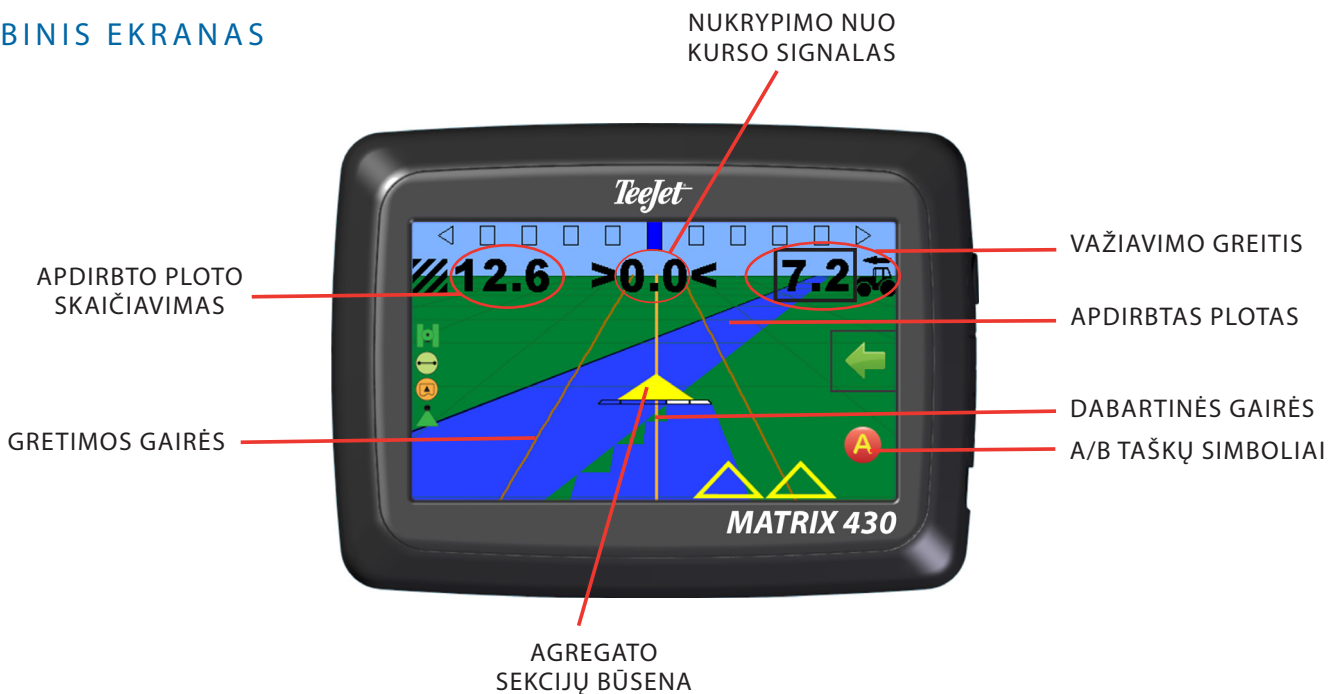 BINIS EKRANAS
NUKRYPIMO NUO
KURSO SIGNALAS
TeeJet
12.6
>0.0<
7.2
VAŽIAVIMO GREITIS
APDIRBTO PLOTO
SKAIČIAVIMAS
APDIRBTAS PLOTAS
DABARTINĖS GAIRĖS
GRETIMOS GAIRĖS
A
A/B TAŠKŲ SIMBOLIAI
MATRIX 430
AGREGATO
SEKCIJŲ BŪSENA